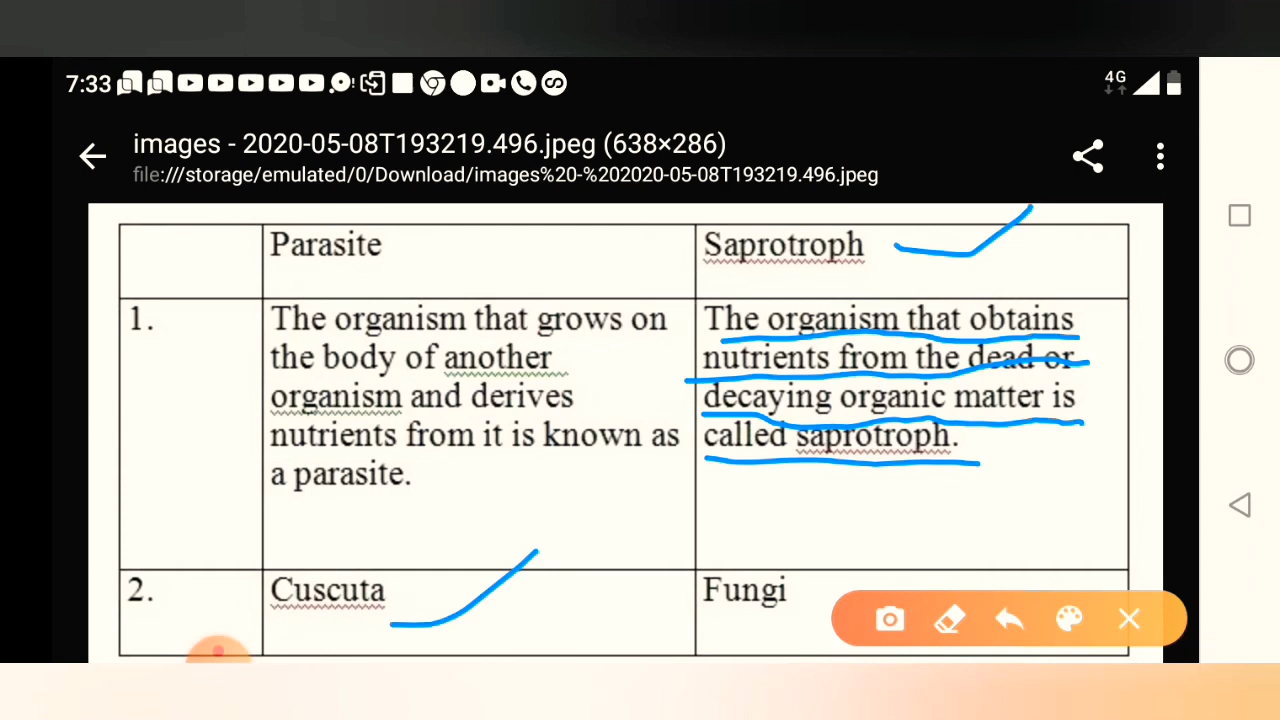 7:33
4G
images - 2020-05-08T193219.496.jpeg (638×286)
file:///storage/emulated/0/Download/images%20-%202020-05-08T193219.496.jpeg
Parasite
Saprotroph
1.
The organism that grows on
the body of another
organism and derives
nutrients from it is known as
a parasite.
The organism that obtains
nutrients from the dead or
decaying organic matter is
called saprotroph.
2.
Cuscuta
Fungi